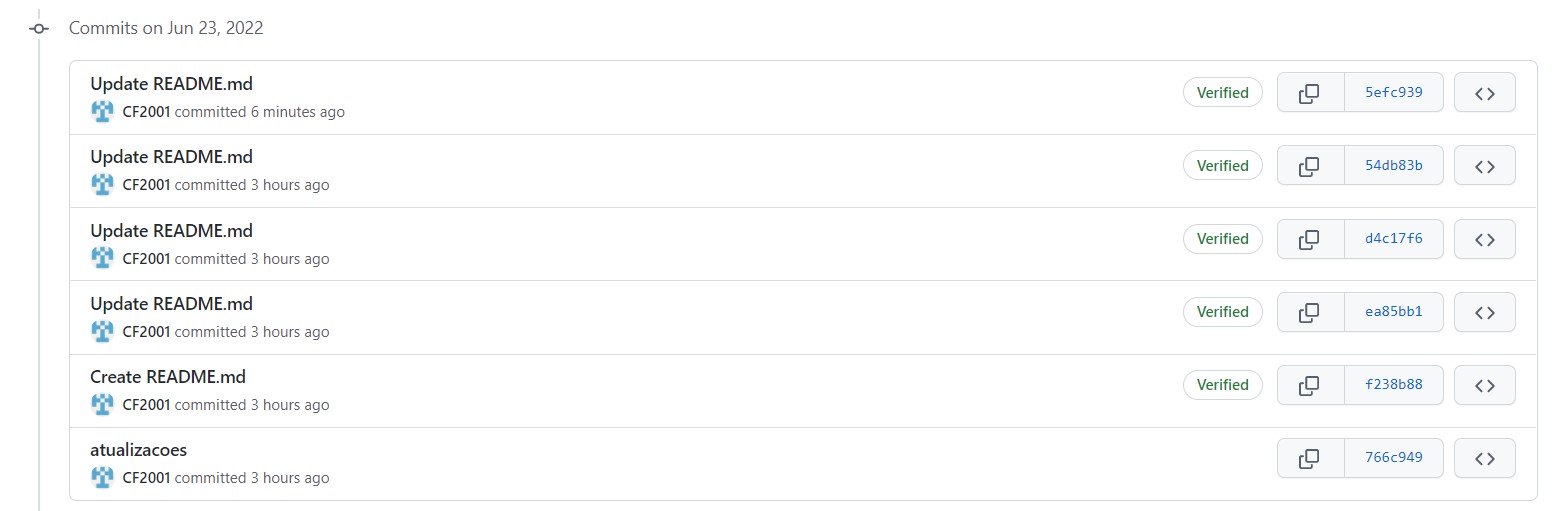 Commits on Jun 23, 2022
Update README.md
Verified 5efc939
CF2001 committed 6 minutes ago
Update README.md
Verified 54db83b
CF2001 committed 3 hours ago
Update README.md
Verified d4c17f6
CF2001 committed 3 hours ago
Update README.md
Verified ea85bb1
CF2001 committed 3 hours ago
Create README.md
Verified f238b88
CF2001 committed 3 hours ago
atualizacoes
766c949
CF2001 committed 3 hours ago